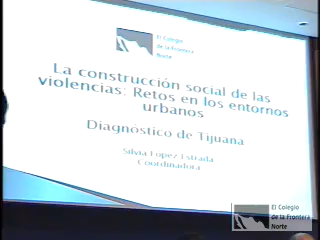 El Colegio
de la Frontera
Norte
La construcción social de las
violencias: Retos en los entornos
urbanos
Diagnóstico de Tijuana
Silvia López Estrada
Coordinadora
El Colegio
de la Frontera
Norte